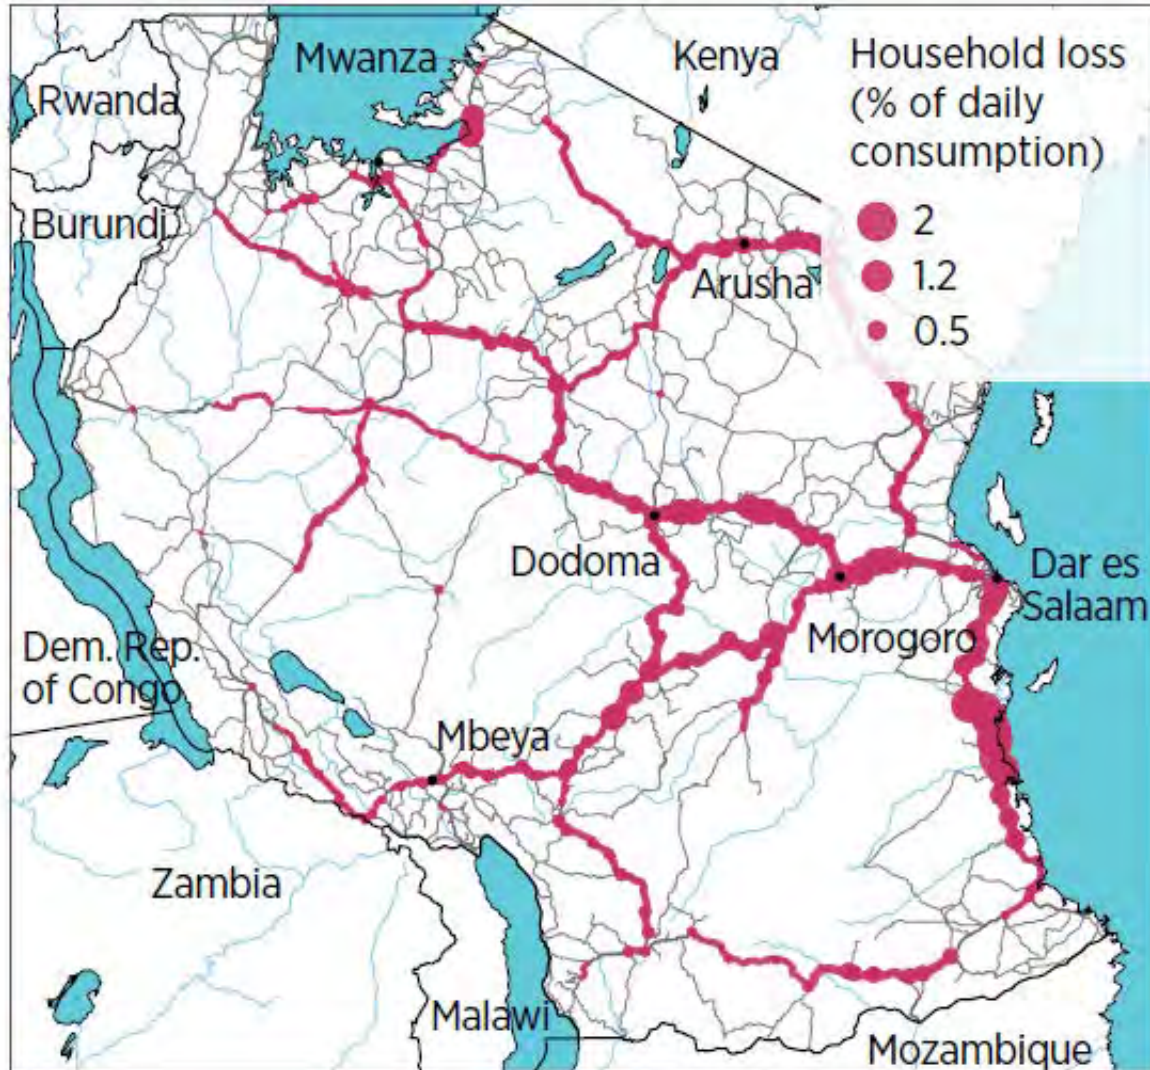 Mwanza
Kenya
Rwanda
Burundi
Household loss
(% of daily
consumption)
2
1.2
0.5
Arusha
Dodoma
Dar es
Salaam
Morogoro
Dem. Rep.
of Congo
Mbeya
Zambia
Malawi
Mozambique